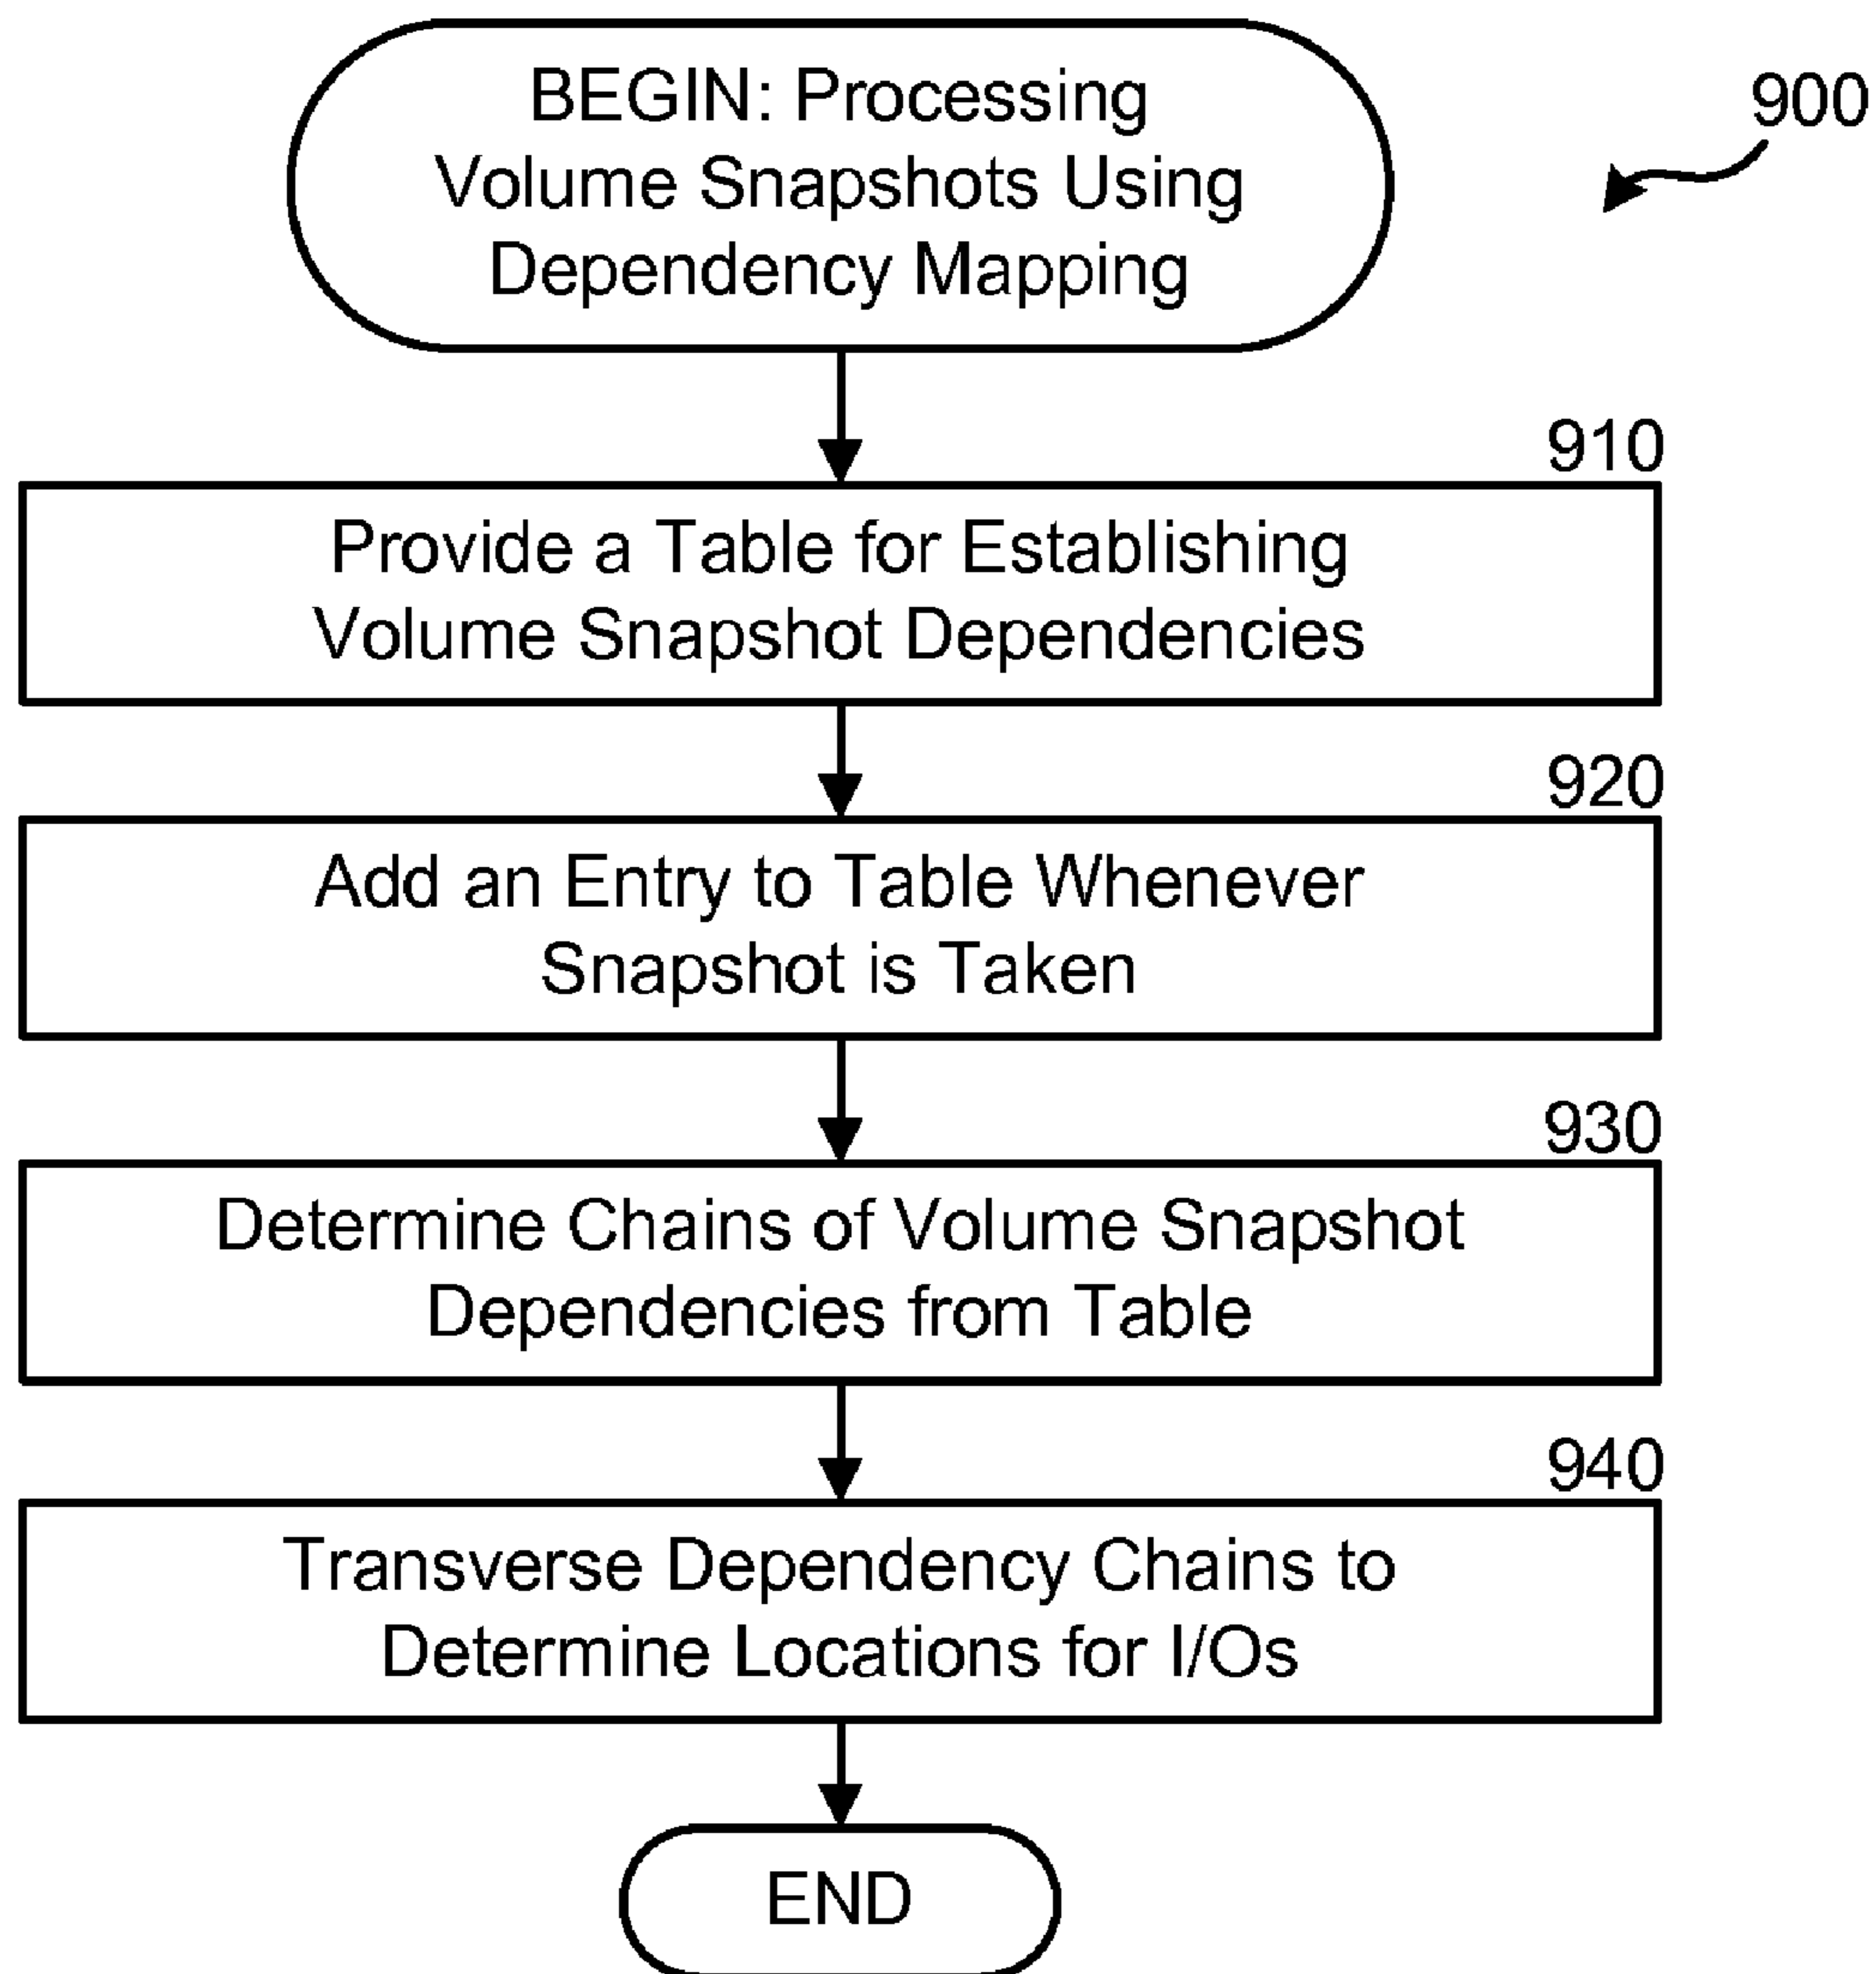 BEGIN: Processing
Volume Snapshots Using
Dependency Mapping
900
910
Provide a Table for Establishing
Volume Snapshot Dependencies
920
Add an Entry to Table Whenever
Snapshot is Taken
930
Determine Chains of Volume Snapshot
Dependencies from Table
940
Transverse Dependency Chains to
Determine Locations for I/Os
END